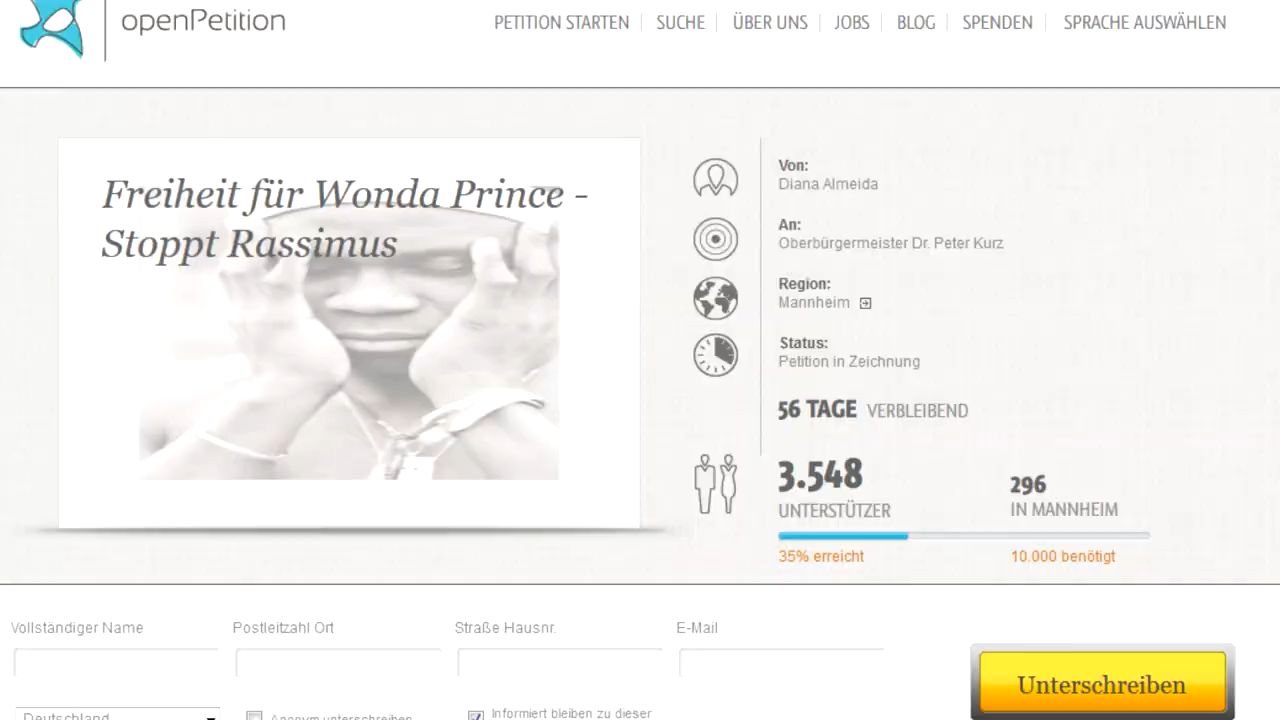 openPetition
PETITION STARTEN SUCHE ÜBER UNS JOBS BLOG SPENDEN SPRACHE AUSWÄHLEN
Freiheit für Wonda Prince -
Stoppt Rassimus
Von:
Diana Almeida
An:
Oberbürgermeister Dr. Peter Kurz
Region:
Mannheim
Status:
Petition in Zeichnung
56 TAGE VERBLEIBEND
3.548
UNTERSTÜTZER
296
IN MANNHEIM
35% erreicht
10.000 benötigt
Vollständiger Name
Postleitzahl Ort
Straße Hausnr.
E-Mail
Unterschreiben
Deutschland
Anonym unterschreiben
Informiert bleiben zu dieser